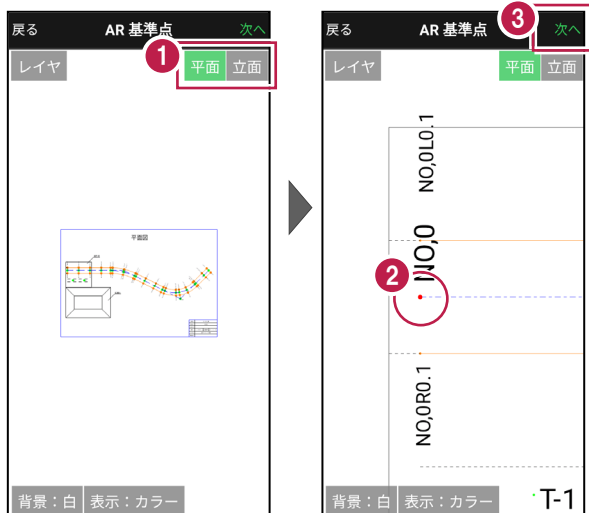 戻る AR 基準点 次へ
1
レイヤ 平面 立面
平面図
背景：白 表示：カラー
戻る AR 基準点 次へ
3
レイヤ 平面 立面
NO,0L0.1
NO,0
2
NO,0R0.1
T-1
背景：白 表示：カラー